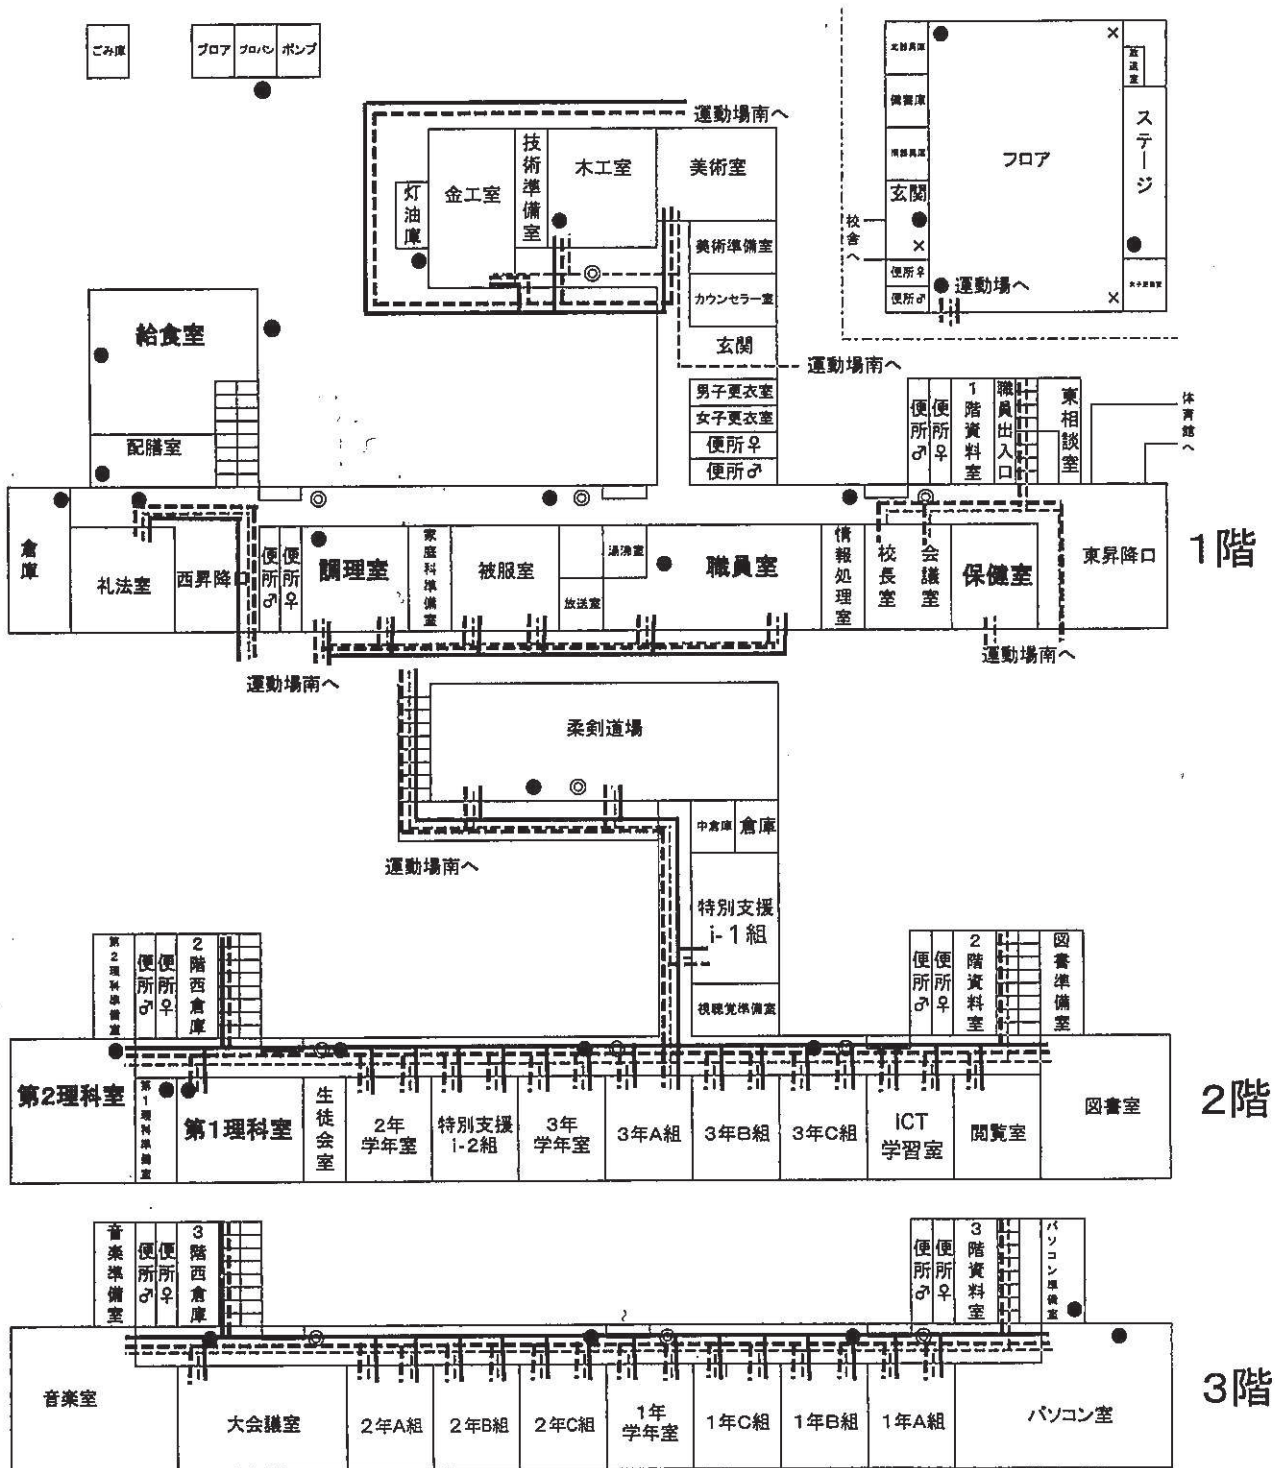 ごみ庫
ブロア
プロパン
ポンプ
運動場南へ
技術準備室
木工室
美術室
金工室
灯油庫
美術準備室
カウンセラー室
玄関
運動場南へ
男子更衣室
女子更衣室
便所♀
便所♂
放送室
備蓄庫
ステージ
フロア
玄関
校舎へ
便所♀
便所♂
運動場へ
女子更衣室
給食室
配膳室
便所♂
便所♀
1階資料室
職員出入口
東相談室
体育館へ
倉庫
礼法室
西昇降口
便所♂
便所♀
調理室
家庭科準備室
被服室
湯沸室
放送室
職員室
情報処理室
校長室
会議室
保健室
東昇降口
1階
運動場南へ
運動場南へ
柔剣道場
中倉庫
倉庫
運動場南へ
特別支援
i-1組
視聴覚準備室
第2理科準備室
便所♂
便所♀
2階西倉庫
便所♂
便所♀
2階資料室
図書準備室
第2理科室
第1理科準備室
第1理科室
生徒会室
2年
学年室
特別支援
i-2組
3年
学年室
3年A組
3年B組
3年C組
ICT
学習室
閲覧室
図書室
2階
音楽準備室
便所♂
便所♀
3階西倉庫
便所♂
便所♀
3階資料室
パソコン準備室
音楽室
大会議室
2年A組
2年B組
2年C組
1年
学年室
1年C組
1年B組
1年A組
パソコン室
3階